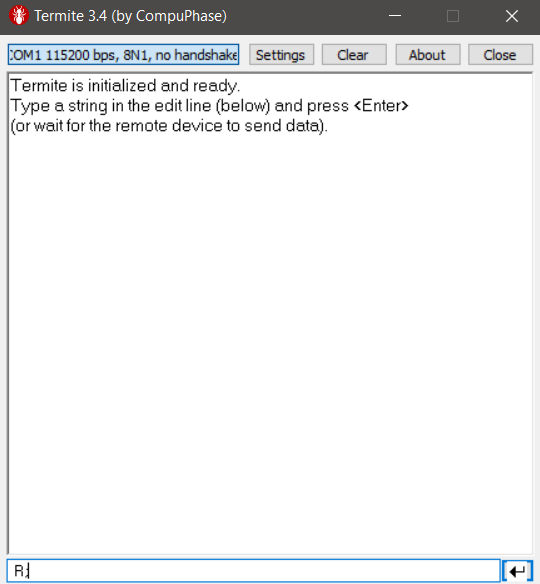 Termite 3.4 (by CompuPhase)
COM1 115200 bps, 8N1, no handshake
Settings
Clear
About
Close
Termite is initialized and ready.
Type a string in the edit line (below) and press <Enter>
(or wait for the remote device to send data).
R;